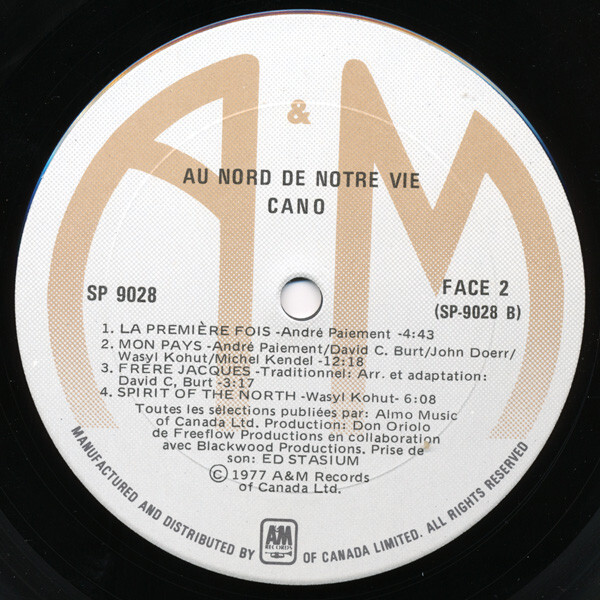 A & M
&
AU NORD DE NOTRE VIE
CANO
SP 9028
FACE 2
(SP-9028 B)
1. LA PREMIÈRE FOIS -André Paiement -4:43
2. MON PAYS -André Paiement/David C. Burt/John Doerr/
Wasyl Kohut/Michel Kendel -12:18
3. FRÈRE JACQUES -Traditionnel: Arr. et adaptation:
David C, Burt -3:17
4. SPIRIT OF THE NORTH -Wasyl Kohut- 6:08
Toutes les sélections publiées par: Almo Music
of Canada Ltd. Production: Don Oriolo
de Freeflow Productions en collaboration
avec Blackwood Productions. Prise de
son: ED STASIUM
© 1977 A&M Records
of Canada Ltd.
MANUFACTURED AND DISTRIBUTED BY A&M RECORDS OF CANADA LIMITED. ALL RIGHTS RESERVED